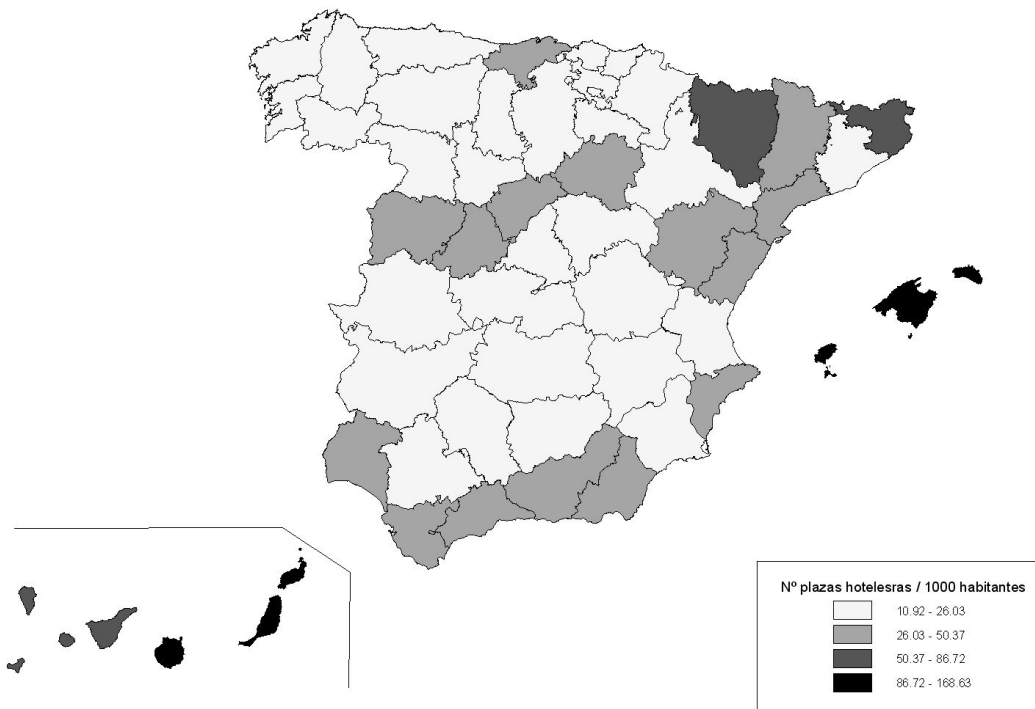 Nº plazas hotelesras / 1000 habitantes
10.92 - 26.03
26.03 - 50.37
50.37 - 86.72
86.72 - 168.63